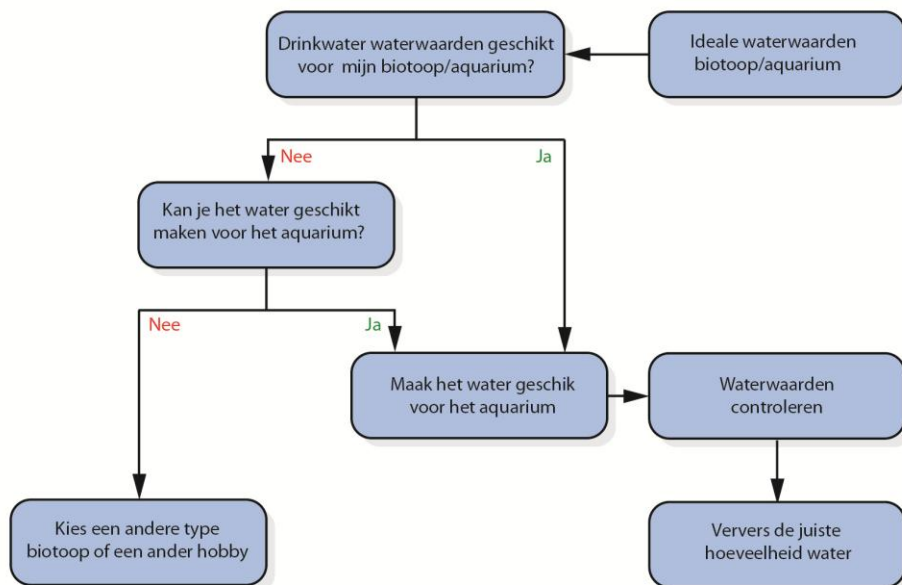 Drinkwater waterwaarden geschikt
voor mijn biotoop/aquarium?
Ideale waterwaarden
biotoop/aquarium
Nee
Ja
Kan je het water geschikt
maken voor het aquarium?
Nee
Ja
Maak het water geschik
voor het aquarium
Waterwaarden
controleren
Kies een andere type
biotoop of een ander hobby
Ververs de juiste
hoeveelheid water